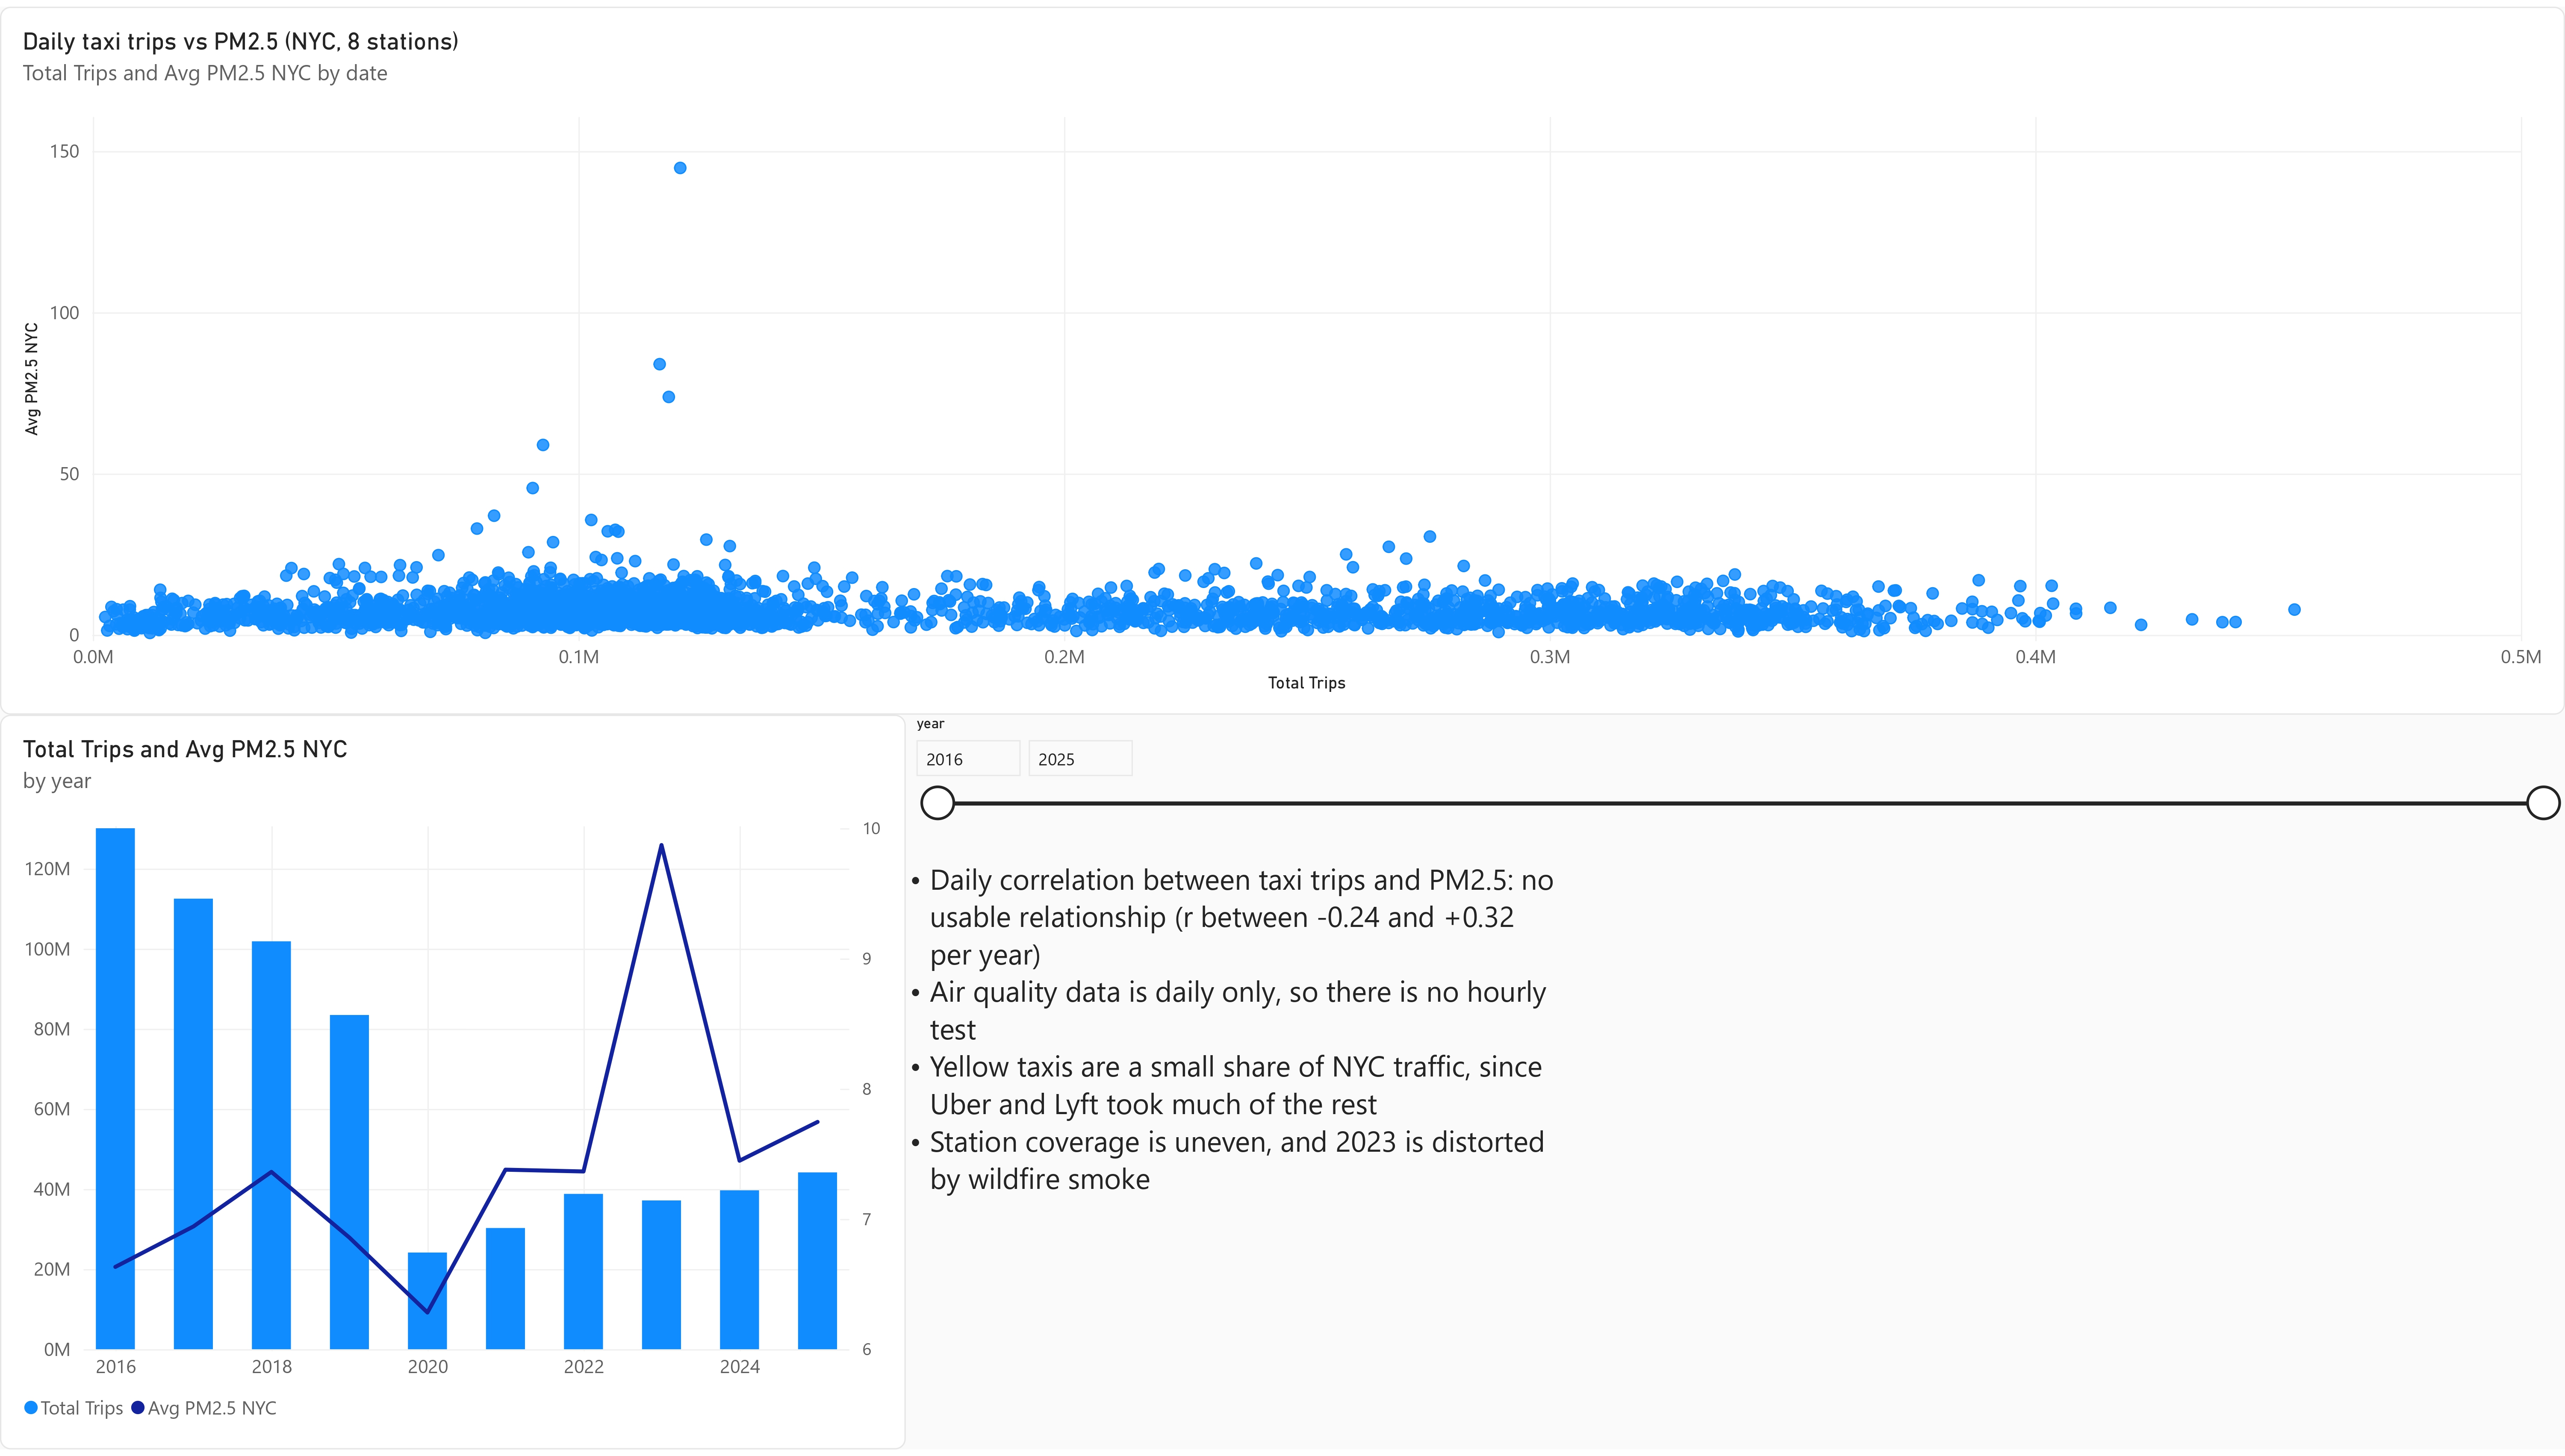 Daily taxi trips vs PM2.5 (NYC, 8 stations)
Total Trips and Avg PM2.5 NYC by date
150
100
50
0
Avg PM2.5 NYC
0.0M 0.1M 0.2M 0.3M 0.4M 0.5M
Total Trips
Total Trips and Avg PM2.5 NYC
by year
120M
100M
80M
60M
40M
20M
0M
10
9
8
7
6
2016 2018 2020 2022 2024
Total Trips Avg PM2.5 NYC
year
2016 2025
• Daily correlation between taxi trips and PM2.5: no
usable relationship (r between -0.24 and +0.32
per year)
• Air quality data is daily only, so there is no hourly
test
• Yellow taxis are a small share of NYC traffic, since
Uber and Lyft took much of the rest
• Station coverage is uneven, and 2023 is distorted
by wildfire smoke